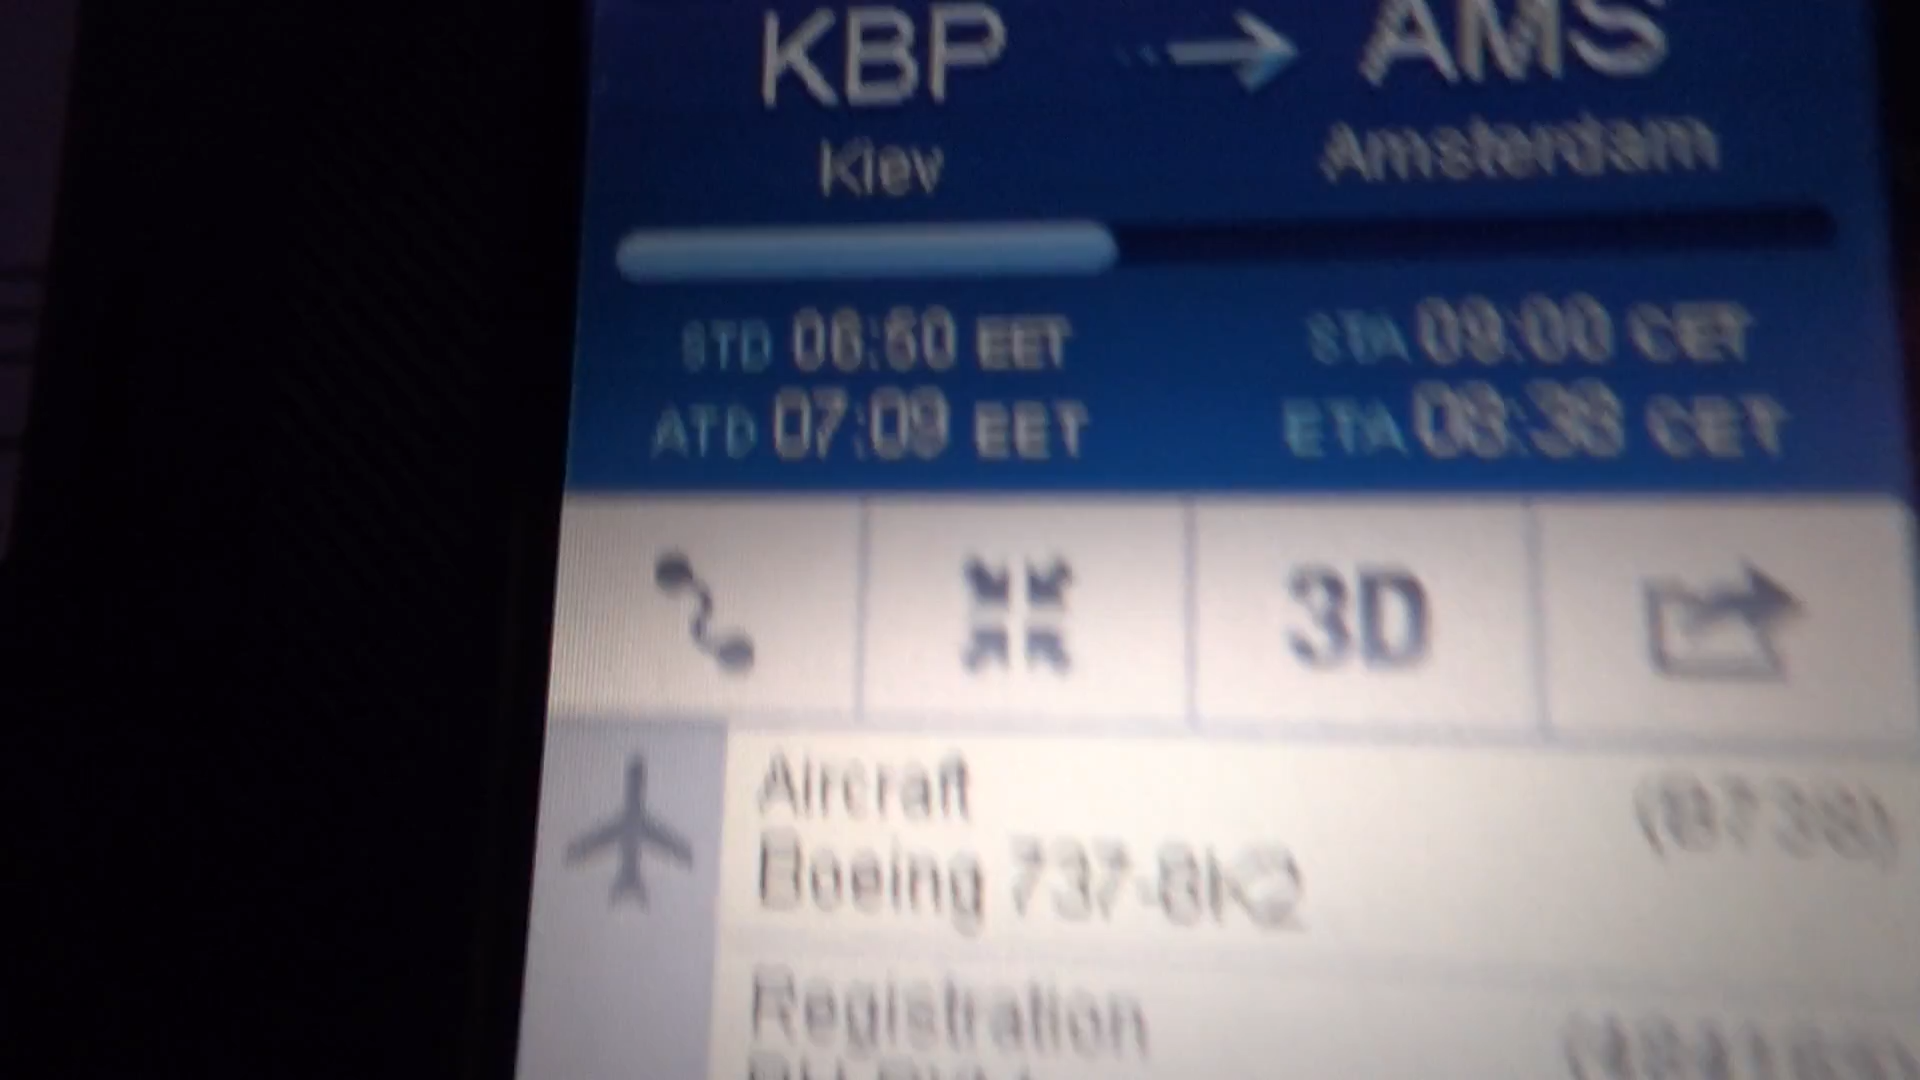 KBP → AMS
Kiev Amsterdam
STD 06:50 EET STA 09:00 CET
ATD 07:09 EET ETA 08:38 CET
3D
Aircraft (B738)
Boeing 737-8K2
Registration